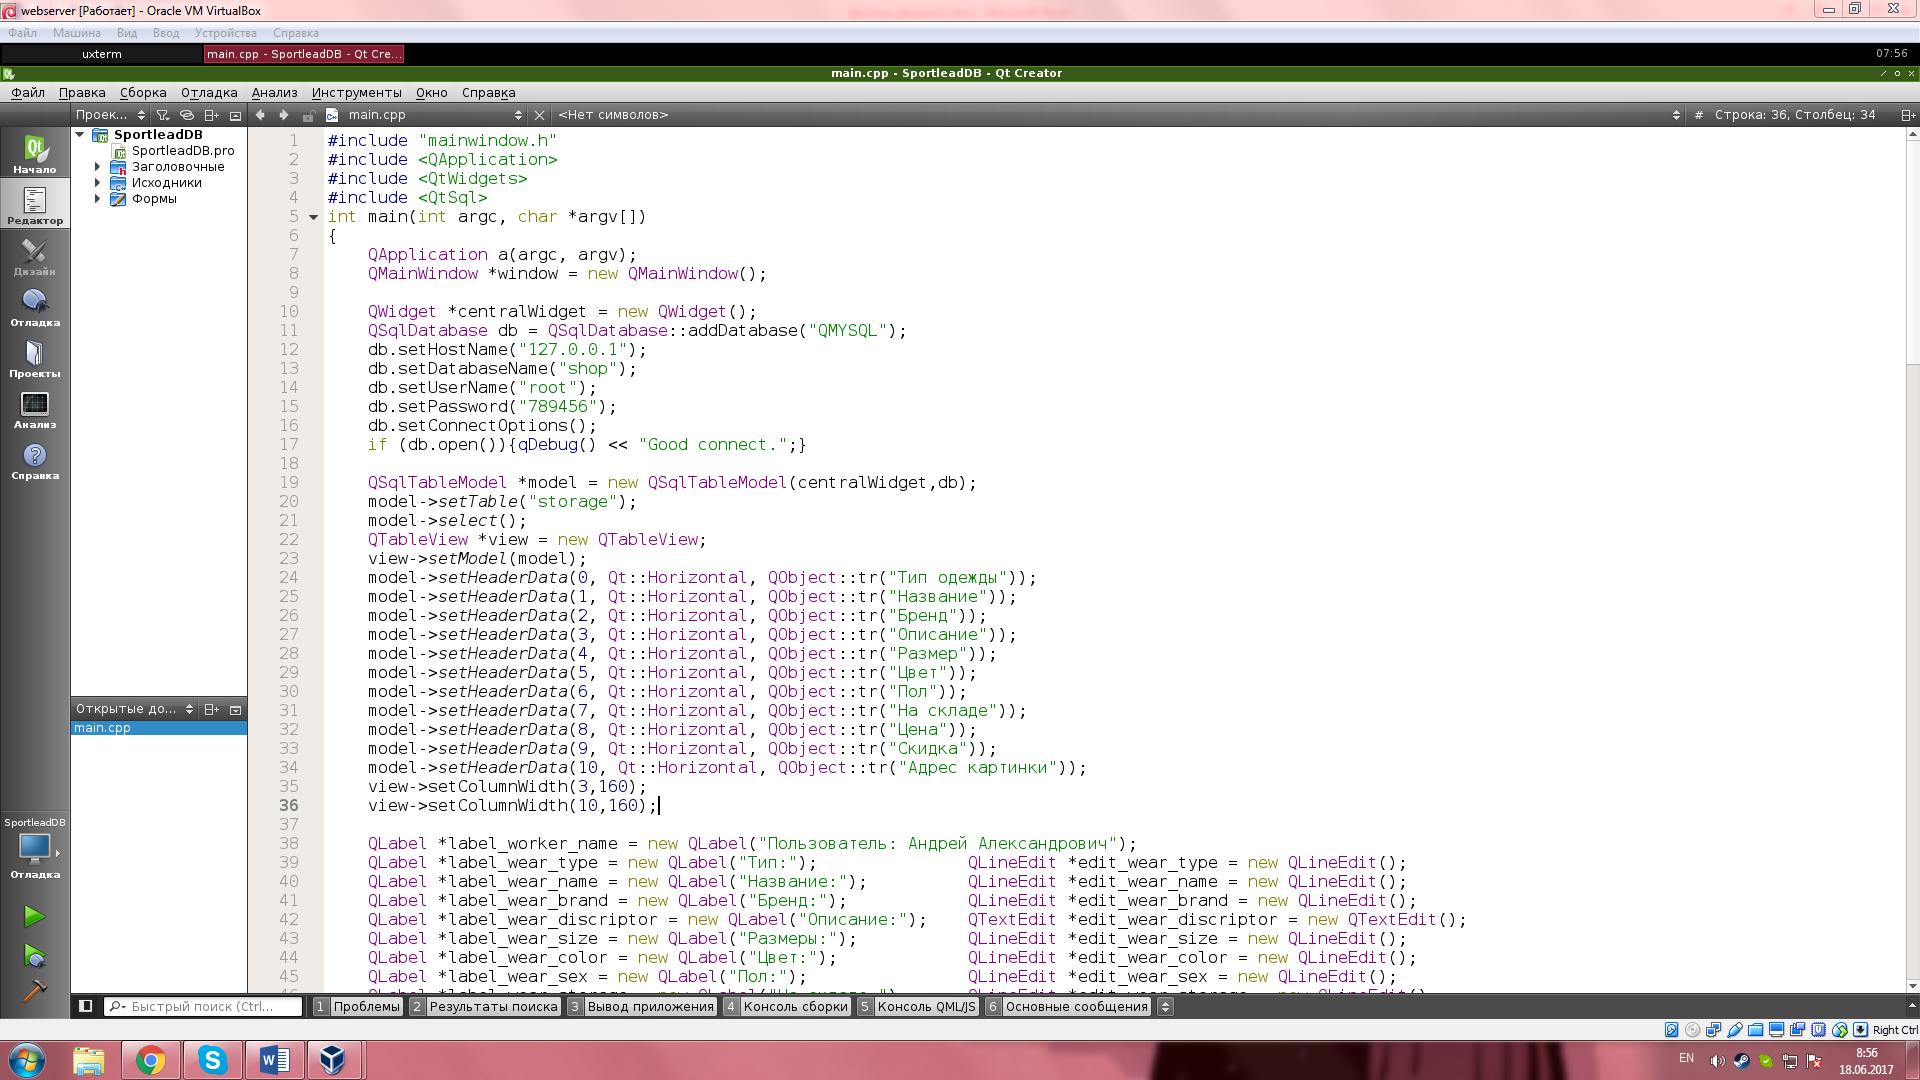 webserver [Работает] - Oracle VM VirtualBox
Файл Машина Вид Ввод Устройства Справка
uxterm
main.cpp - SportleadDB - Qt Cre...
07:56
main.cpp - SportleadDB - Qt Creator
Файл Правка Сборка Отладка Анализ Инструменты Окно Справка
Проек...
main.cpp
<Нет символов>
# Строка: 36, Столбец: 34
SportleadDB
SportleadDB.pro
Заголовочные
Исходники
Формы
Начало
Редактор
Дизайн
Отладка
Проекты
Анализ
Справка
Открытые до...
main.cpp
SportleadDB
Отладка
1 #include "mainwindow.h"
2 #include <QApplication>
3 #include <QtWidgets>
4 #include <QtSql>
5 int main(int argc, char *argv[])
6 {
7 QApplication a(argc, argv);
8 QMainWindow *window = new QMainWindow();
9
10 QWidget *centralWidget = new QWidget();
11 QSqlDatabase db = QSqlDatabase::addDatabase("QMYSQL");
12 db.setHostName("127.0.0.1");
13 db.setDatabaseName("shop");
14 db.setUserName("root");
15 db.setPassword("789456");
16 db.setConnectOptions();
17 if (db.open()){qDebug() << "Good connect.";}
18
19 QSqlTableModel *model = new QSqlTableModel(centralWidget,db);
20 model->setTable("storage");
21 model->select();
22 QTableView *view = new QTableView;
23 view->setModel(model);
24 model->setHeaderData(0, Qt::Horizontal, QObject::tr("Тип одежды"));
25 model->setHeaderData(1, Qt::Horizontal, QObject::tr("Название"));
26 model->setHeaderData(2, Qt::Horizontal, QObject::tr("Бренд"));
27 model->setHeaderData(3, Qt::Horizontal, QObject::tr("Описание"));
28 model->setHeaderData(4, Qt::Horizontal, QObject::tr("Размер"));
29 model->setHeaderData(5, Qt::Horizontal, QObject::tr("Цвет"));
30 model->setHeaderData(6, Qt::Horizontal, QObject::tr("Пол"));
31 model->setHeaderData(7, Qt::Horizontal, QObject::tr("На складе"));
32 model->setHeaderData(8, Qt::Horizontal, QObject::tr("Цена"));
33 model->setHeaderData(9, Qt::Horizontal, QObject::tr("Скидка"));
34 model->setHeaderData(10, Qt::Horizontal, QObject::tr("Адрес картинки"));
35 view->setColumnWidth(3,160);
36 view->setColumnWidth(10,160);
37
38 QLabel *label_worker_name = new QLabel("Пользователь: Андрей Александрович");
39 QLabel *label_wear_type = new QLabel("Тип:"); QLineEdit *edit_wear_type = new QLineEdit();
40 QLabel *label_wear_name = new QLabel("Название:"); QLineEdit *edit_wear_name = new QLineEdit();
41 QLabel *label_wear_brand = new QLabel("Бренд:"); QLineEdit *edit_wear_brand = new QLineEdit();
42 QLabel *label_wear_discriptor = new QLabel("Описание:"); QTextEdit *edit_wear_discriptor = new QTextEdit();
43 QLabel *label_wear_size = new QLabel("Размеры:"); QLineEdit *edit_wear_size = new QLineEdit();
44 QLabel *label_wear_color = new QLabel("Цвет:"); QLineEdit *edit_wear_color = new QLineEdit();
45 QLabel *label_wear_sex = new QLabel("Пол:"); QLineEdit *edit_wear_sex = new QLineEdit();
Быстрый поиск (Ctrl...
1 Проблемы
2 Результаты поиска
3 Вывод приложения
4 Консоль сборки
5 Консоль QML/JS
6 Основные сообщения
Right Ctrl
EN
8:56
18.06.2017